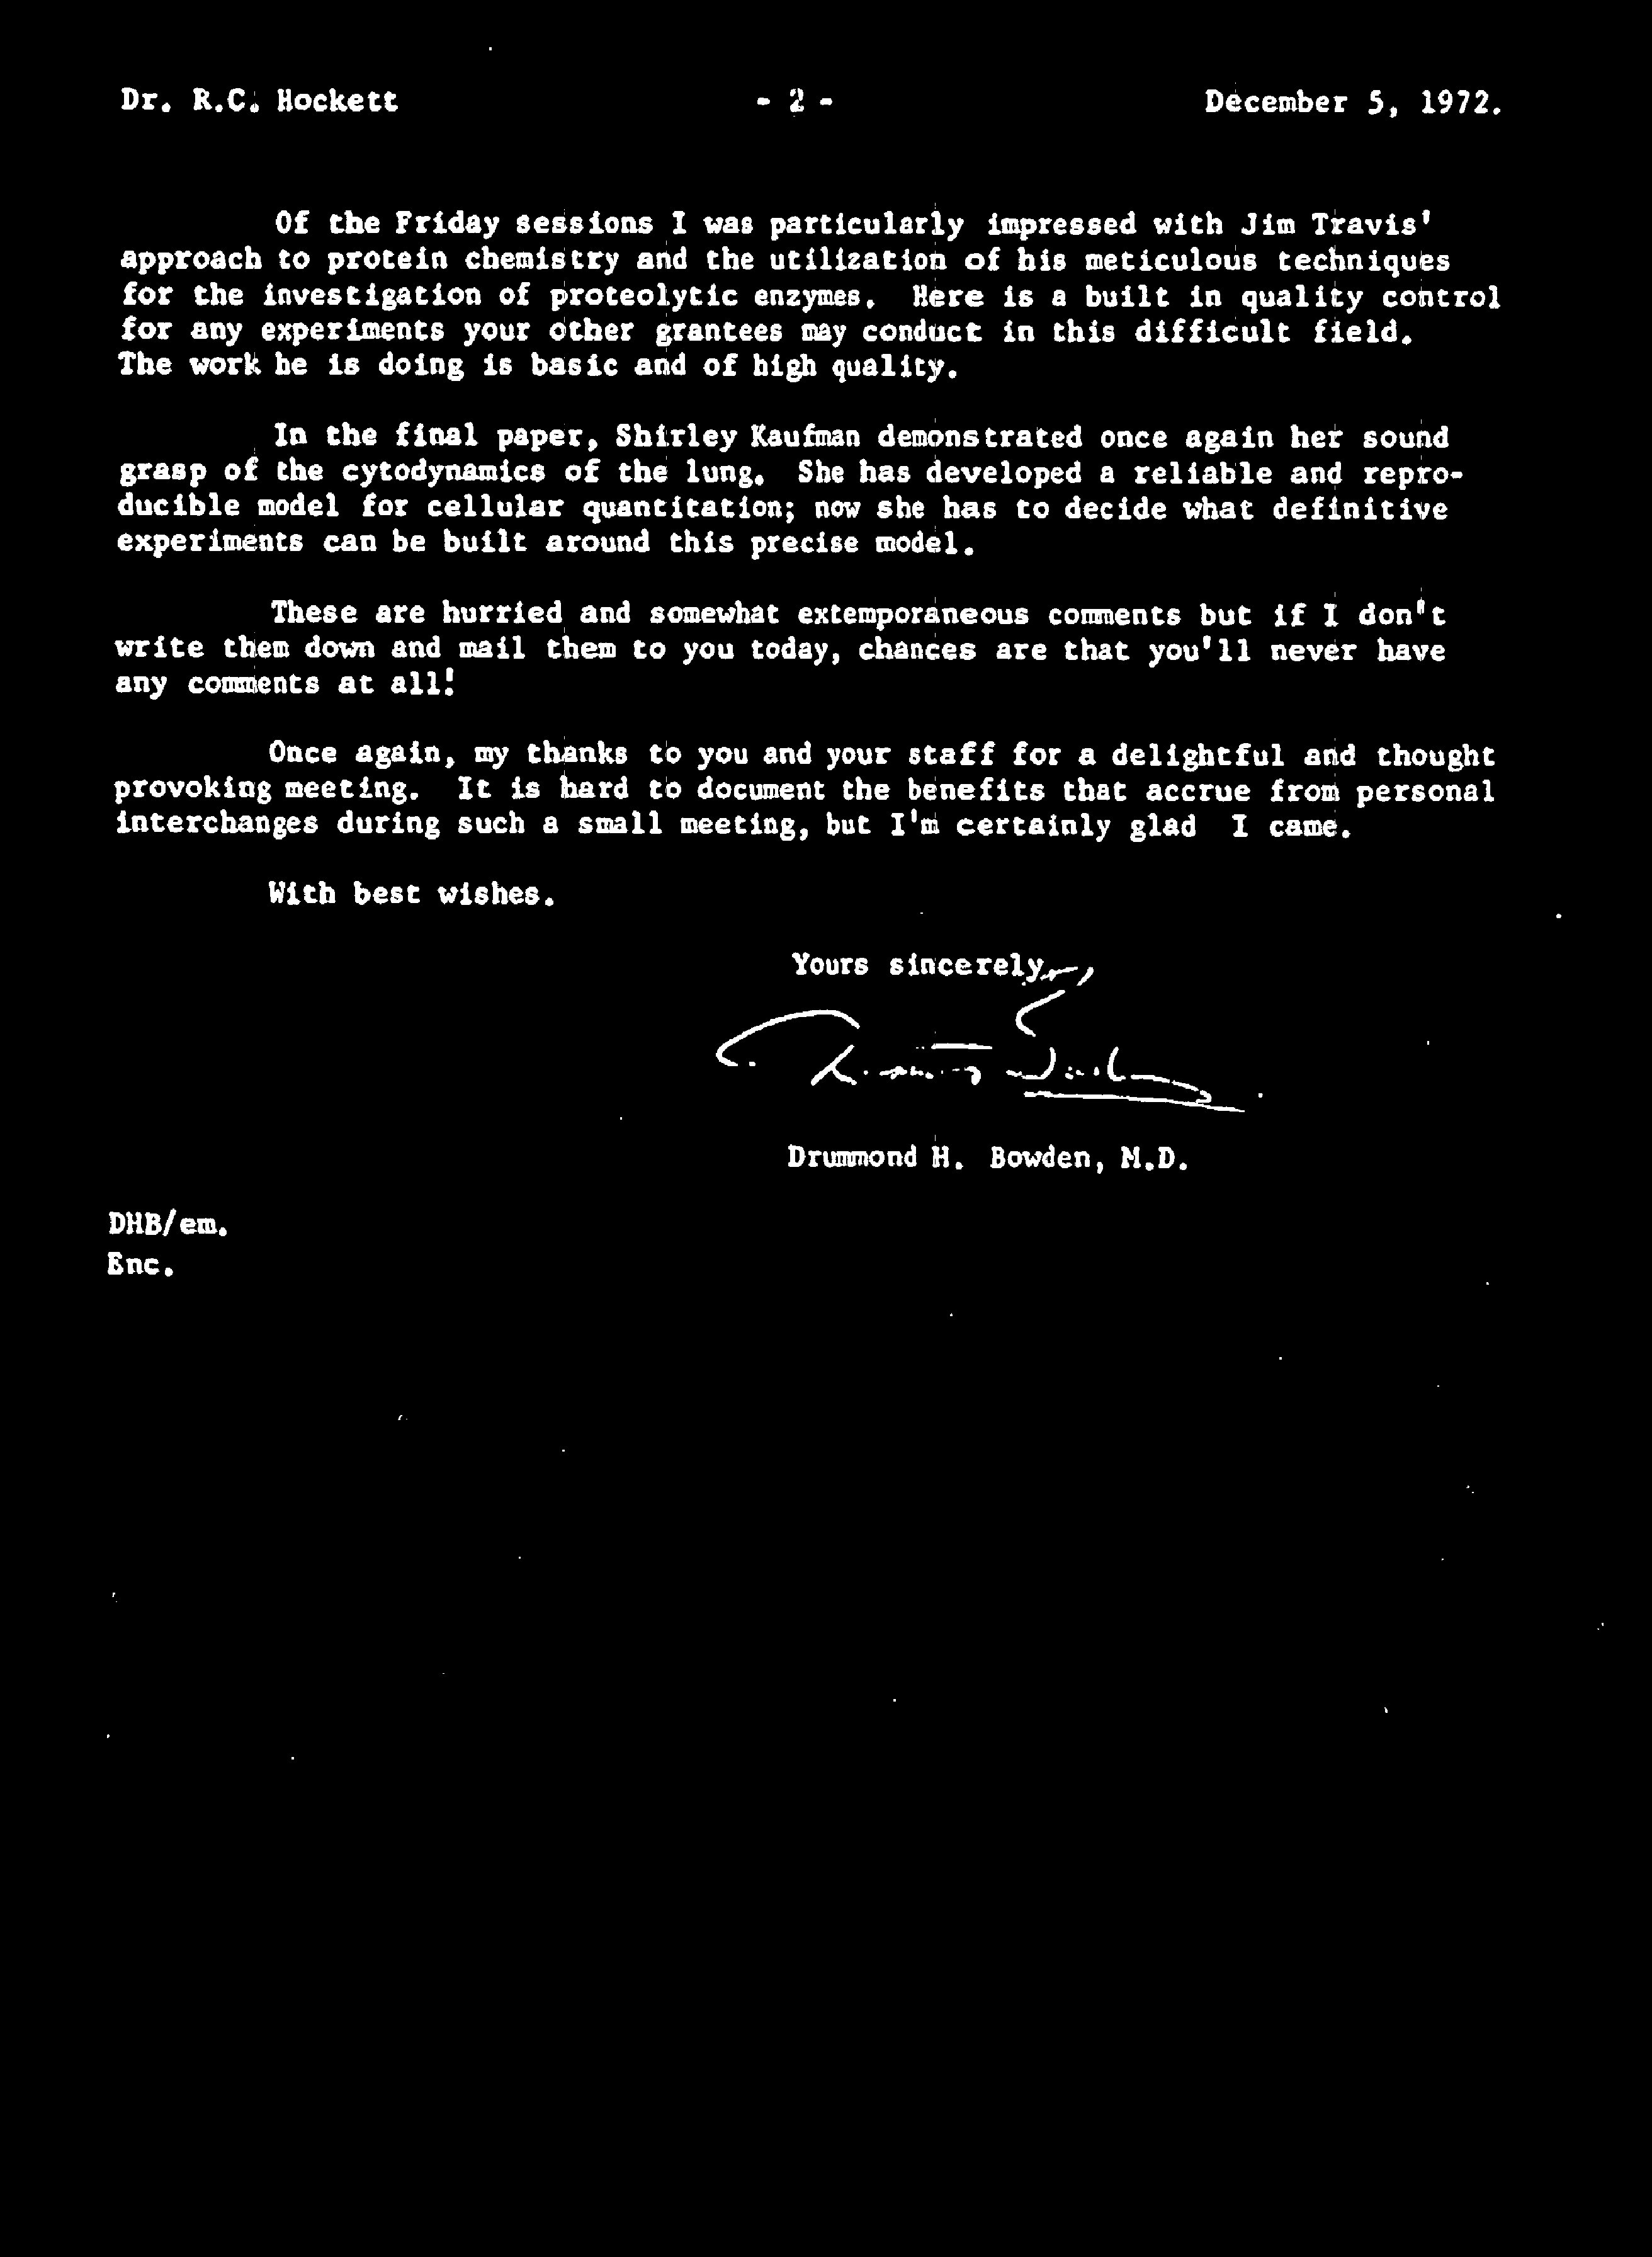 Dr. R.C. Hockett - 2 - December 5, 1972.
Of the Friday sessions I was particularly impressed with Jim Travis'
approach to protein chemistry and the utilization of his meticulous techniques
for the investigation of proteolytic enzymes. Here is a built in quality control
for any experiments your other grantees may conduct in this difficult field.
The work he is doing is basic and of high quality.
In the final paper, Shirley Kaufman demonstrated once again her sound
grasp of the cytodynamics of the lung. She has developed a reliable and repro-
ducible model for cellular quantitation; now she has to decide what definitive
experiments can be built around this precise model.
These are hurried and somewhat extemporaneous comments but if I don't
write them down and mail them to you today, chances are that you'll never have
any comments at all!
Once again, my thanks to you and your staff for a delightful and thought
provoking meeting. It is hard to document the benefits that accrue from personal
interchanges during such a small meeting, but I'm certainly glad I came.
With best wishes.
Yours sincerely,
Drummond H. Bowden, M.D.
DHB/em.
Enc.